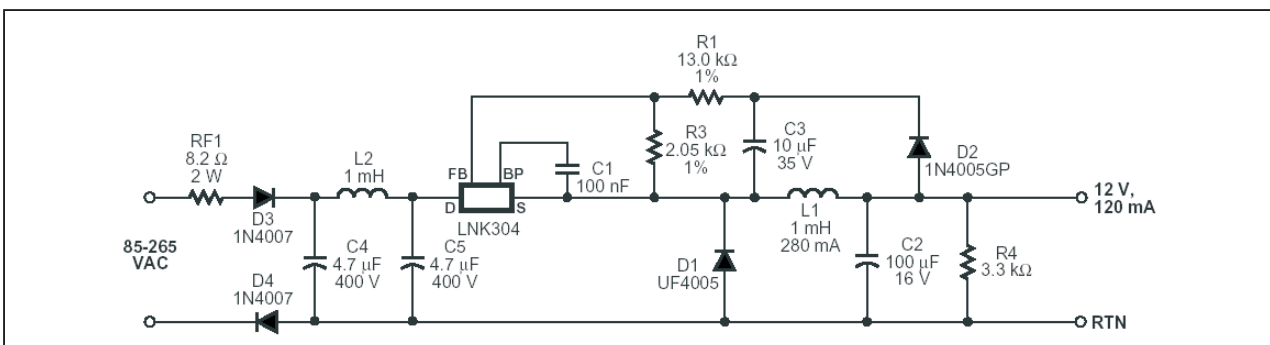 R1
13.0 kΩ
1%
RF1
8.2 Ω
2 W
L2
1 mH
FB
BP
D
S
LNK304
C1
100 nF
R3
2.05 kΩ
1%
C3
10 μF
35 V
D2
1N4005GP
D3
1N4007
85-265
VAC
C4
4.7 μF
400 V
C5
4.7 μF
400 V
D4
1N4007
D1
UF4005
L1
1 mH
280 mA
C2
100 μF
16 V
R4
3.3 kΩ
12 V,
120 mA
RTN